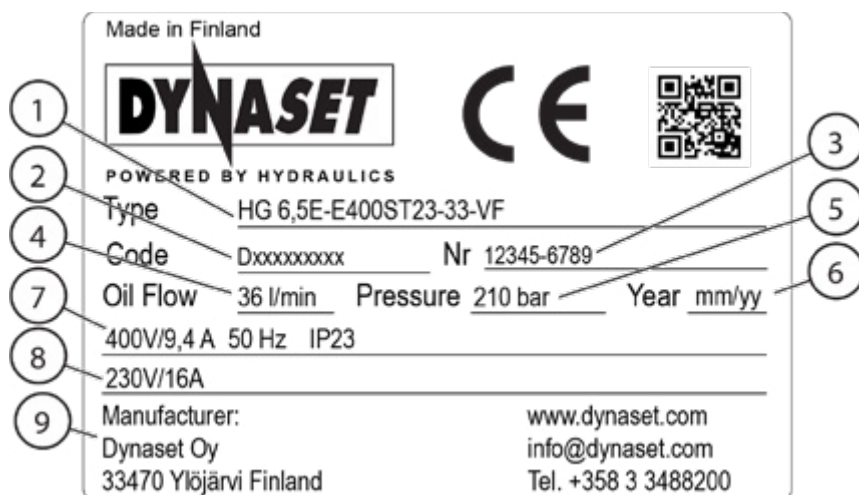 Made in Finland
DYNASET
CE
POWERED BY HYDRAULICS
1
2
3
4
5
6
7
8
9
Type HG 6,5E-E400ST23-33-VF
Code Dxxxxxxxxx Nr 12345-6789
Oil Flow 36 l/min Pressure 210 bar Year mm/yy
400V/9,4 A 50 Hz IP23
230V/16A
Manufacturer: www.dynaset.com
Dynaset Oy info@dynaset.com
33470 Ylöjärvi Finland Tel. +358 3 3488200